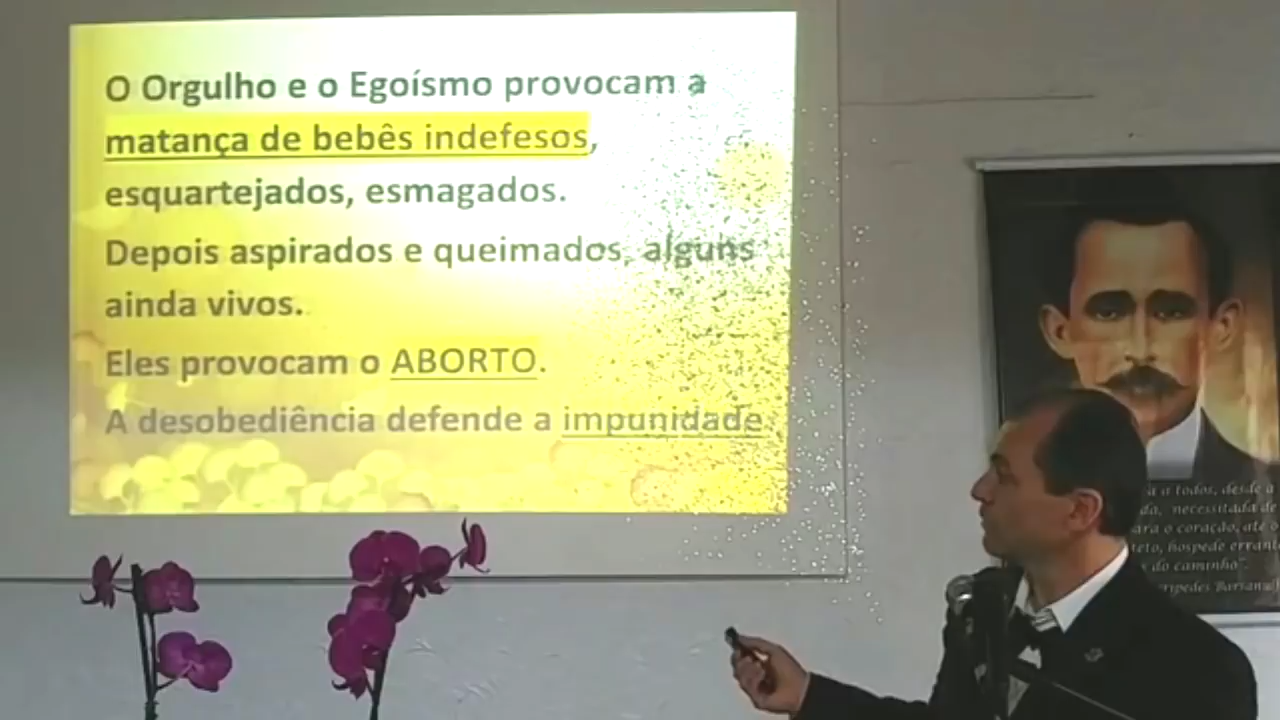 O Orgulho e o Egoísmo provocam a
matança de bebês indefesos,
esquartejados, esmagados.
Depois aspirados e queimados, alguns
ainda vivos.
Eles provocam o ABORTO.
A desobediência defende a impunidade.
a a todos, desde a
necessitada de
ara o coração, até o
teto, hospede errant
do caminho".